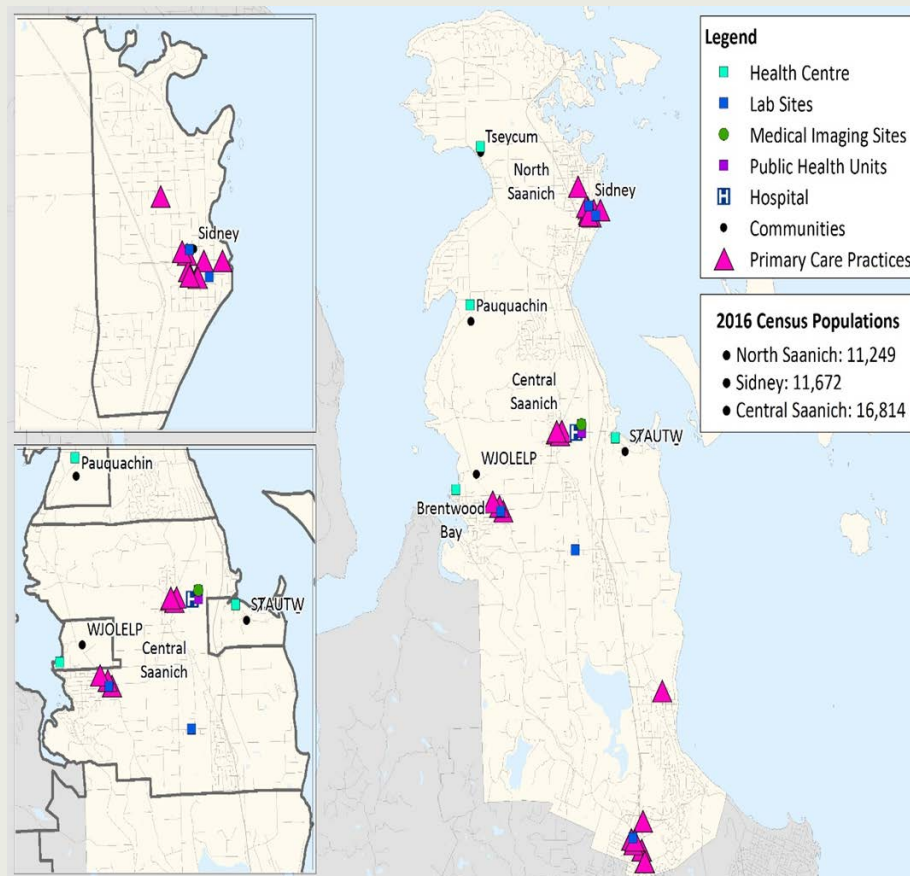 Sidney
Pauquachin
STAUTW
WJOLELP
Central
Saanich
Tseycum
North
Saanich
Sidney
Pauquachin
Central
Saanich
H
STAUTW
WJOLELP
Brentwood
Bay
Legend
Health Centre
Lab Sites
Medical Imaging Sites
Public Health Units
H Hospital
Communities
Primary Care Practices
2016 Census Populations
• North Saanich: 11,249
• Sidney: 11,672
• Central Saanich: 16,814